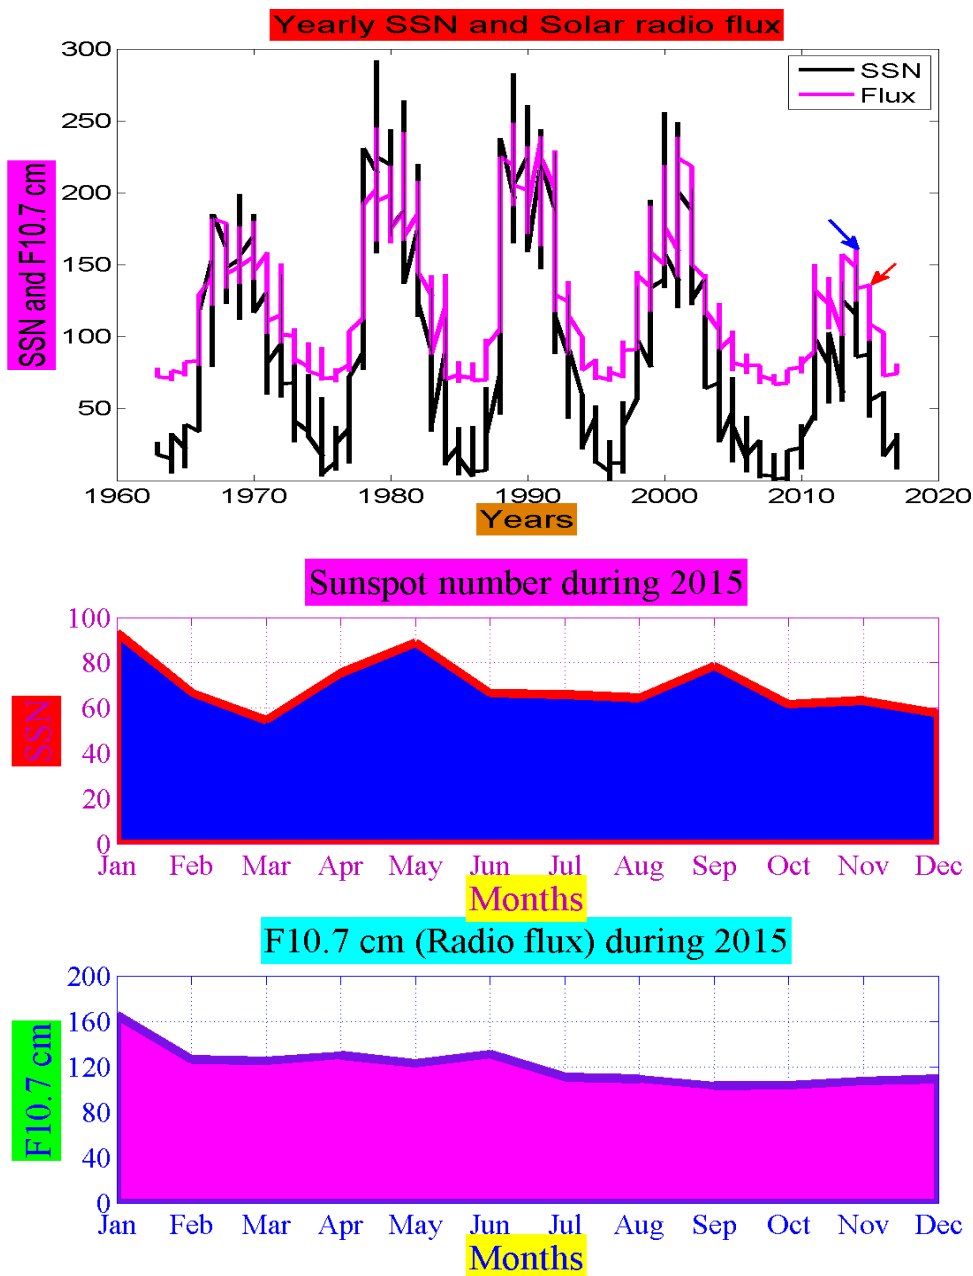 Yearly SSN and Solar radio flux
SSN and F10.7 cm
300
250
200
150
100
50
SSN
Flux
1960 1970 1980 1990 2000 2010 2020
Years
Sunspot number during 2015
SSN
100
80
60
40
20
0
Jan Feb Mar Apr May Jun Jul Aug Sep Oct Nov Dec
Months
F10.7 cm (Radio flux) during 2015
F10.7 cm
200
160
120
80
40
0
Jan Feb Mar Apr May Jun Jul Aug Sep Oct Nov Dec
Months